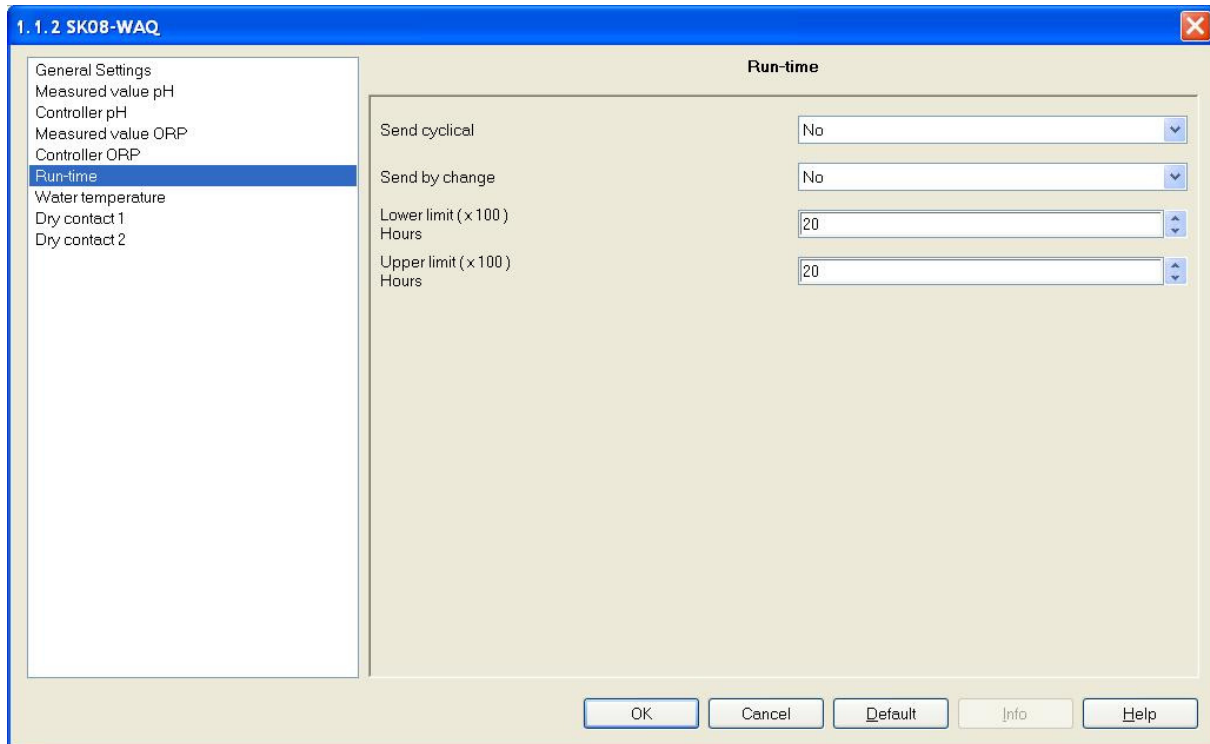 1.1.2 SK08-WAQ
General Settings
Measured value pH
Controller pH
Measured value ORP
Controller ORP
Run-time
Water temperature
Dry contact 1
Dry contact 2
Run-time
Send cyclical
No
Send by change
No
Lower limit ( x 100 )
Hours
20
Upper limit ( x 100 )
Hours
20
OK
Cancel
Default
Info
Help